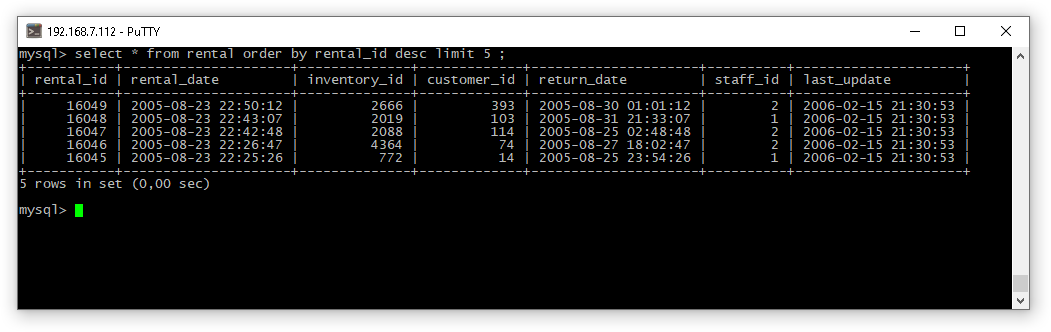 192.168.7.112 - PuTTY
mysql> select * from rental order by rental_id desc limit 5 ;
+-----------+---------------------+--------------+-------------+---------------------+----------+---------------------+
| rental_id | rental_date         | inventory_id | customer_id | return_date         | staff_id | last_update         |
+-----------+---------------------+--------------+-------------+---------------------+----------+---------------------+
|     16049 | 2005-08-23 22:50:12 |         2666 |         393 | 2005-08-30 01:01:12 |        2 | 2006-02-15 21:30:53 |
|     16048 | 2005-08-23 22:43:07 |         2019 |         103 | 2005-08-31 21:33:07 |        1 | 2006-02-15 21:30:53 |
|     16047 | 2005-08-23 22:42:48 |         2088 |         114 | 2005-08-25 02:48:48 |        2 | 2006-02-15 21:30:53 |
|     16046 | 2005-08-23 22:26:47 |         4364 |          74 | 2005-08-27 18:02:47 |        2 | 2006-02-15 21:30:53 |
|     16045 | 2005-08-23 22:25:26 |          772 |          14 | 2005-08-25 23:54:26 |        1 | 2006-02-15 21:30:53 |
+-----------+---------------------+--------------+-------------+---------------------+----------+---------------------+
5 rows in set (0,00 sec)
mysql>